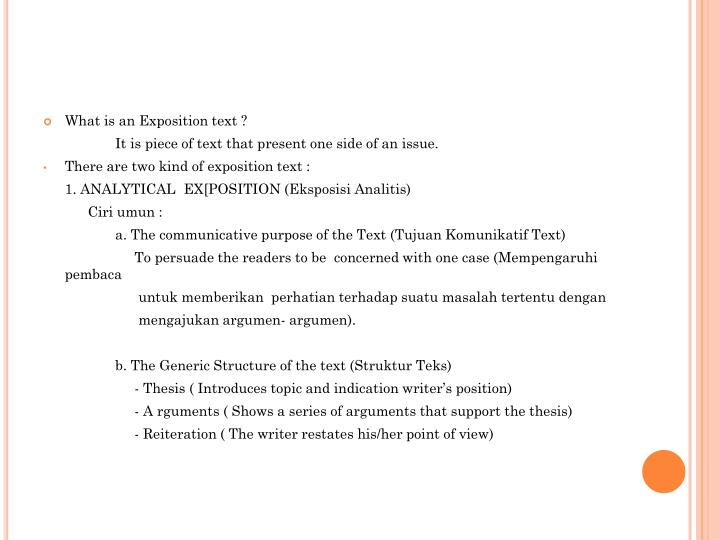 What is an Exposition text ?
It is piece of text that present one side of an issue.
There are two kind of exposition text :
1. ANALYTICAL EX[POSITION (Eksposisi Analitis)
Ciri umun :
a. The communicative purpose of the Text (Tujuan Komunikatif Text)
To persuade the readers to be concerned with one case (Mempengaruhi
pembaca
untuk memberikan perhatian terhadap suatu masalah tertentu dengan
mengajukan argumen- argumen).
b. The Generic Structure of the text (Struktur Teks)
- Thesis ( Introduces topic and indication writer's position)
- A rguments ( Shows a series of arguments that support the thesis)
- Reiteration ( The writer restates his/her point of view)